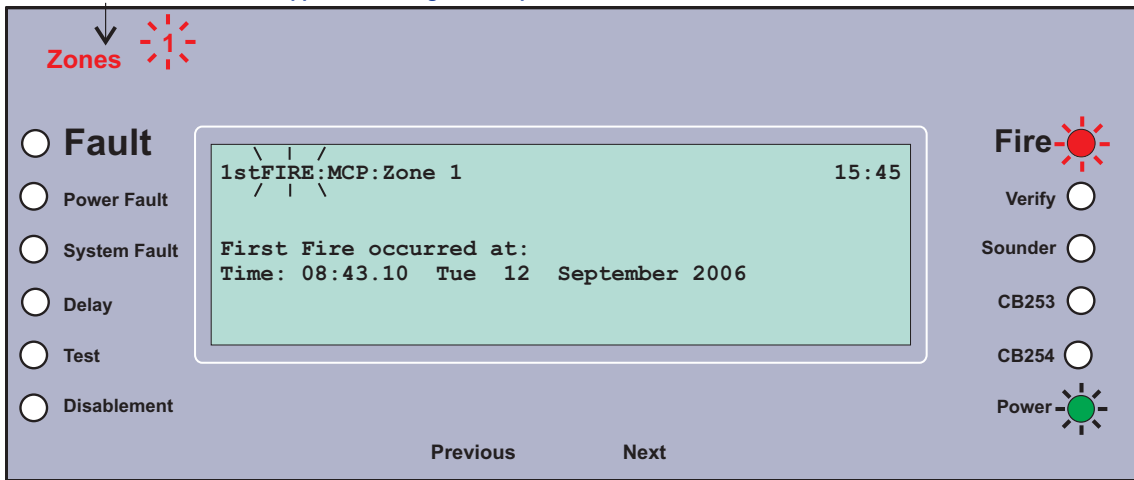 Zones 1
Fault
Power Fault
System Fault
Delay
Test
Disablement
1stFIRE:MCP:Zone 1 15:45
First Fire occurred at:
Time: 08:43.10 Tue 12 September 2006
Fire
Verify
Sounder
CB253
CB254
Power
Previous Next